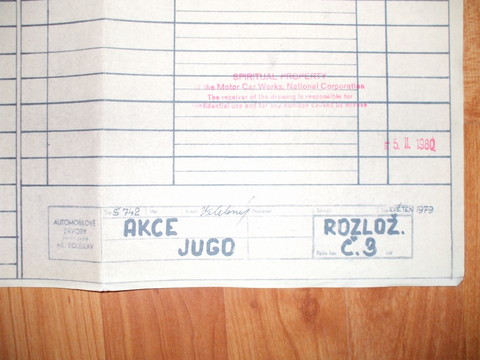 SPIRITUAL PROPERTY
of the Motor Car Works, National Corporation
The receiver of the drawing is responsible for
confidential use and for any damage caused by misuse
5. II. 1980
Typ S 742
KVĚTEN 1979
AUTOMOBILOVÉ
ZÁVODY
ML. BOLESLAV
AKCE
JUGO
ROZLOŽ.
Č. 9